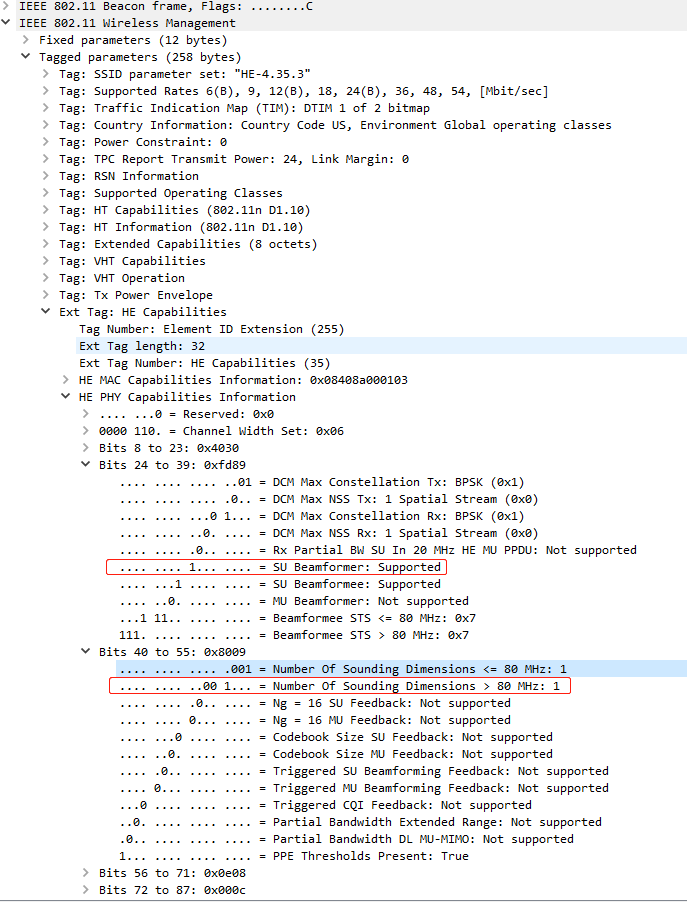 IEEE 802.11 Beacon frame, Flags: ........C
IEEE 802.11 Wireless Management
Fixed parameters (12 bytes)
Tagged parameters (258 bytes)
Tag: SSID parameter set: "HE-4.35.3"
Tag: Supported Rates 6(B), 9, 12(B), 18, 24(B), 36, 48, 54, [Mbit/sec]
Tag: Traffic Indication Map (TIM): DTIM 1 of 2 bitmap
Tag: Country Information: Country Code US, Environment Global operating classes
Tag: Power Constraint: 0
Tag: TPC Report Transmit Power: 24, Link Margin: 0
Tag: RSN Information
Tag: Supported Operating Classes
Tag: HT Capabilities (802.11n D1.10)
Tag: HT Information (802.11n D1.10)
Tag: Extended Capabilities (8 octets)
Tag: VHT Capabilities
Tag: VHT Operation
Tag: Tx Power Envelope
Ext Tag: HE Capabilities
Tag Number: Element ID Extension (255)
Ext Tag length: 32
Ext Tag Number: HE Capabilities (35)
HE MAC Capabilities Information: 0x08408a000103
HE PHY Capabilities Information
.... ...0 = Reserved: 0x0
0000 110. = Channel Width Set: 0x06
Bits 8 to 23: 0x4030
Bits 24 to 39: 0xfd89
.... .... .... ..01 = DCM Max Constellation Tx: BPSK (0x1)
.... .... .... .0.. = DCM Max NSS Tx: 1 Spatial Stream (0x0)
.... .... ...0 1... = DCM Max Constellation Rx: BPSK (0x1)
.... .... ..0. .... = DCM Max NSS Rx: 1 Spatial Stream (0x0)
.... .... .0.. .... = Rx Partial BW SU In 20 MHz HE MU PPDU: Not supported
.... .... 1... .... = SU Beamformer: Supported
.... ...1 .... .... = SU Beamformee: Supported
.... ..0. .... .... = MU Beamformer: Not supported
...1 11.. .... .... = Beamformee STS <= 80 MHz: 0x7
111. .... .... .... = Beamformee STS > 80 MHz: 0x7
Bits 40 to 55: 0x8009
.... .... .... .001 = Number Of Sounding Dimensions <= 80 MHz: 1
.... .... ..00 1... = Number Of Sounding Dimensions > 80 MHz: 1
.... .... .0.. .... = Ng = 16 SU Feedback: Not supported
.... .... 0... .... = Ng = 16 MU Feedback: Not supported
.... ...0 .... .... = Codebook Size SU Feedback: Not supported
.... ..0. .... .... = Codebook Size MU Feedback: Not supported
.... .0.. .... .... = Triggered SU Beamforming Feedback: Not supported
.... 0... .... .... = Triggered MU Beamforming Feedback: Not supported
...0 .... .... .... = Triggered CQI Feedback: Not supported
..0. .... .... .... = Partial Bandwidth Extended Range: Not supported
.0.. .... .... .... = Partial Bandwidth DL MU-MIMO: Not supported
1... .... .... .... = PPE Thresholds Present: True
Bits 56 to 71: 0x0e08
Bits 72 to 87: 0x000c